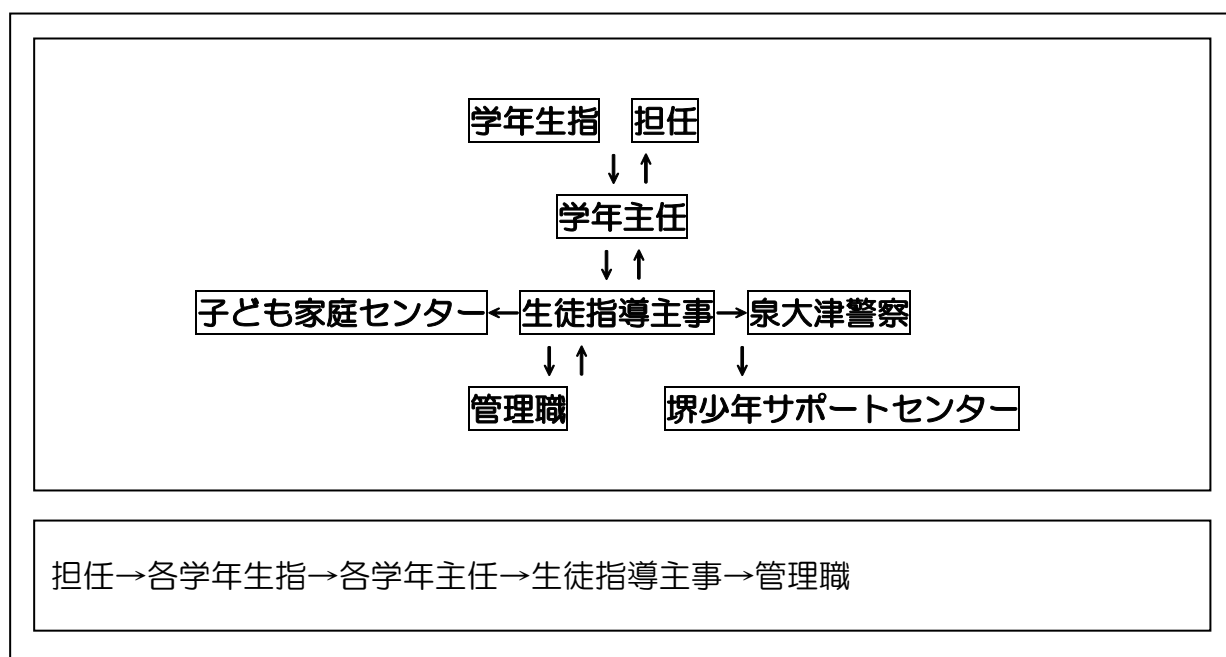 学年生指 担任
↓ ↑
学年主任
↓ ↑
子ども家庭センター←生徒指導主事→泉大津警察
↓ ↑ ↓
管理職 堺少年サポートセンター
担任→各学年生指→各学年主任→生徒指導主事→管理職